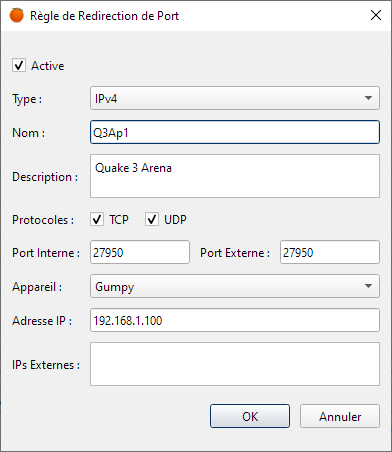 Règle de Redirection de Port
Active
Type : IPv4
Nom : Q3Ap1
Description : Quake 3 Arena
Protocoles : TCP UDP
Port Interne : 27950 Port Externe : 27950
Appareil : Gumpy
Adresse IP : 192.168.1.100
IPs Externes :
OK Annuler